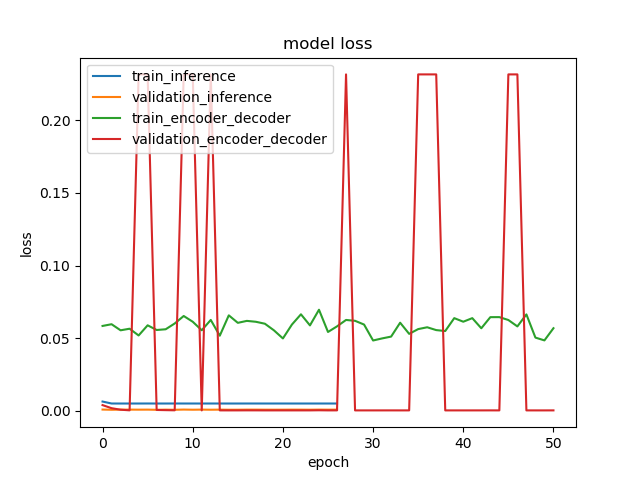 model loss
train_inference
validation_inference
train_encoder_decoder
validation_encoder_decoder
loss
0.20
0.15
0.10
0.05
0.00
0 10 20 30 40 50
epoch